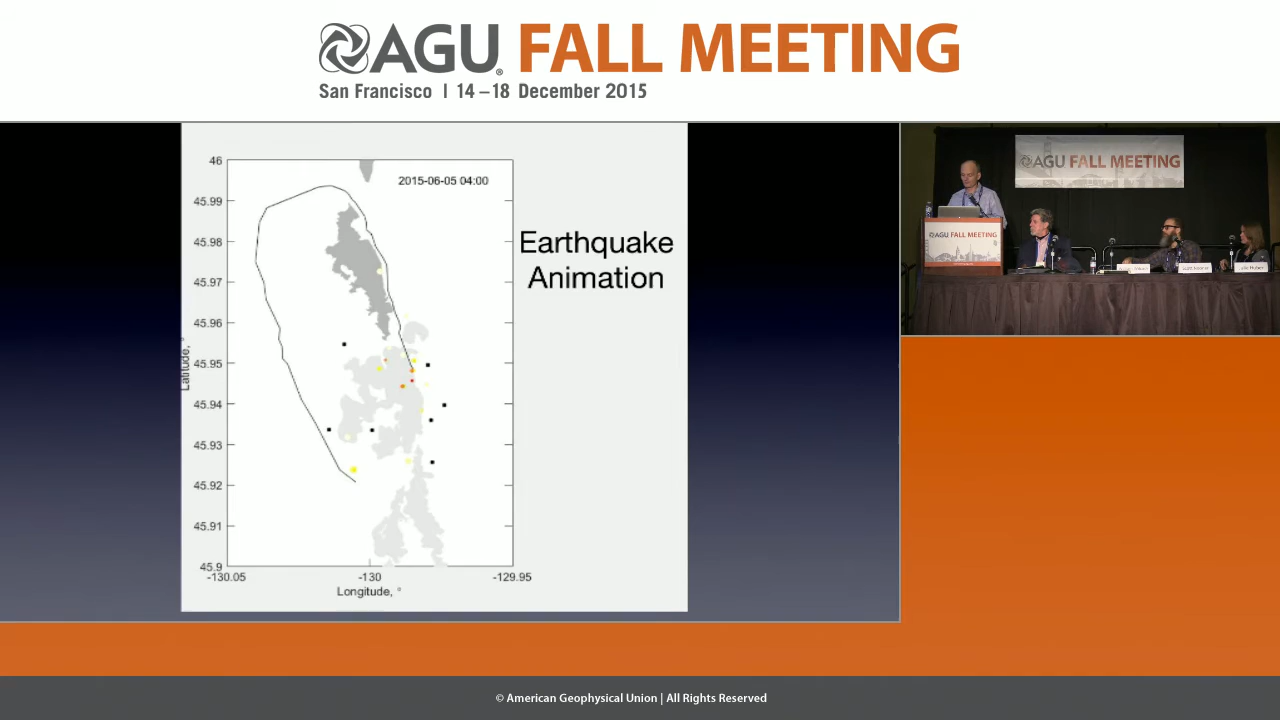 AGU® FALL MEETING
San Francisco | 14–18 December 2015
46
2015-06-05 04:00
45.99
45.98
45.97
45.96
45.95
45.94
45.93
45.92
45.91
45.9
Latitude, °
-130.05
-130
-129.95
Longitude, °
Earthquake
Animation
AGU FALL MEETING
AGU FALL MEETING
© American Geophysical Union | All Rights Reserved